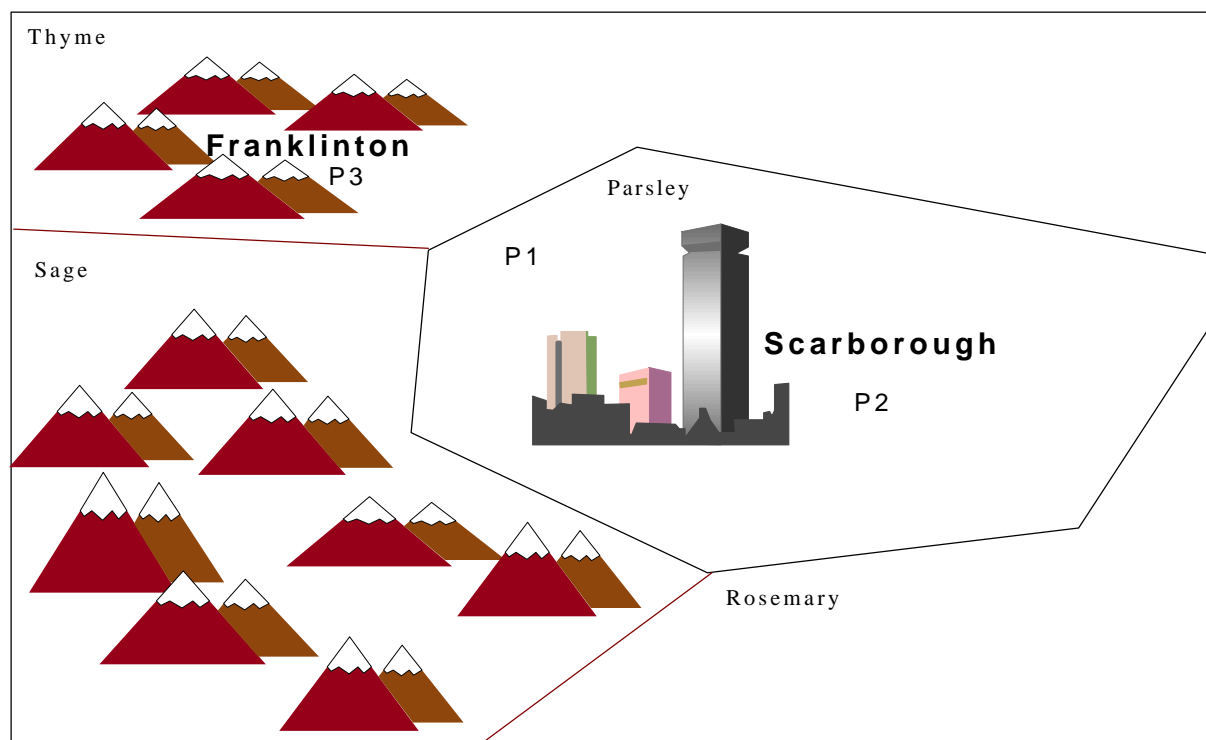 Thyme
Franklinton
P3
Parsley
P1
Sage
Scarborough
P2
Rosemary